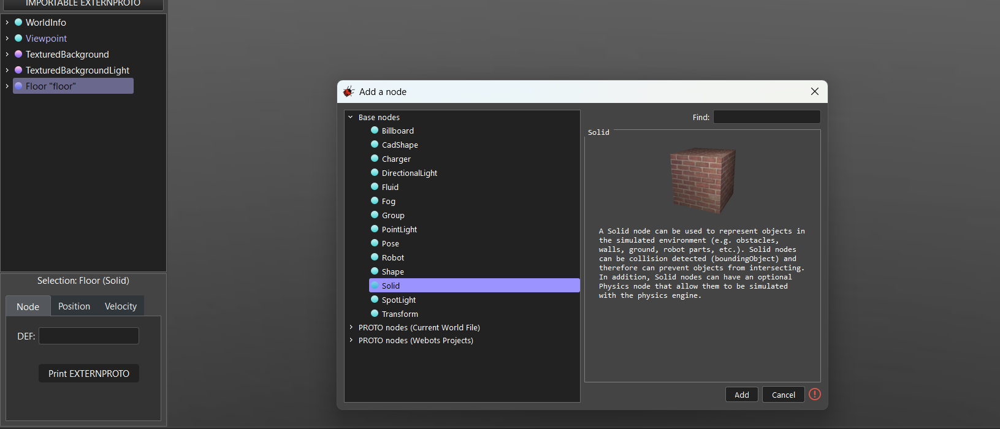 IMPORTABLE EXTERNPROTO
WorldInfo
Viewpoint
TexturedBackground
TexturedBackgroundLight
Floor "floor"
Selection: Floor (Solid)
Node
Position
Velocity
DEF:
Print EXTERNPROTO
Add a node
Base nodes
Billboard
CadShape
Charger
DirectionalLight
Fluid
Fog
Group
PointLight
Pose
Robot
Shape
Solid
SpotLight
Transform
PROTO nodes (Current World File)
PROTO nodes (Webots Projects)
Find:
Solid
A Solid node can be used to represent objects in
the simulated environment (e.g. obstacles,
walls, ground, robot parts, etc.). Solid nodes
can be collision detected (boundingObject) and
therefore can prevent objects from intersecting.
In addition, Solid nodes can have an optional
Physics node that allow them to be simulated
with the physics engine.
Add
Cancel